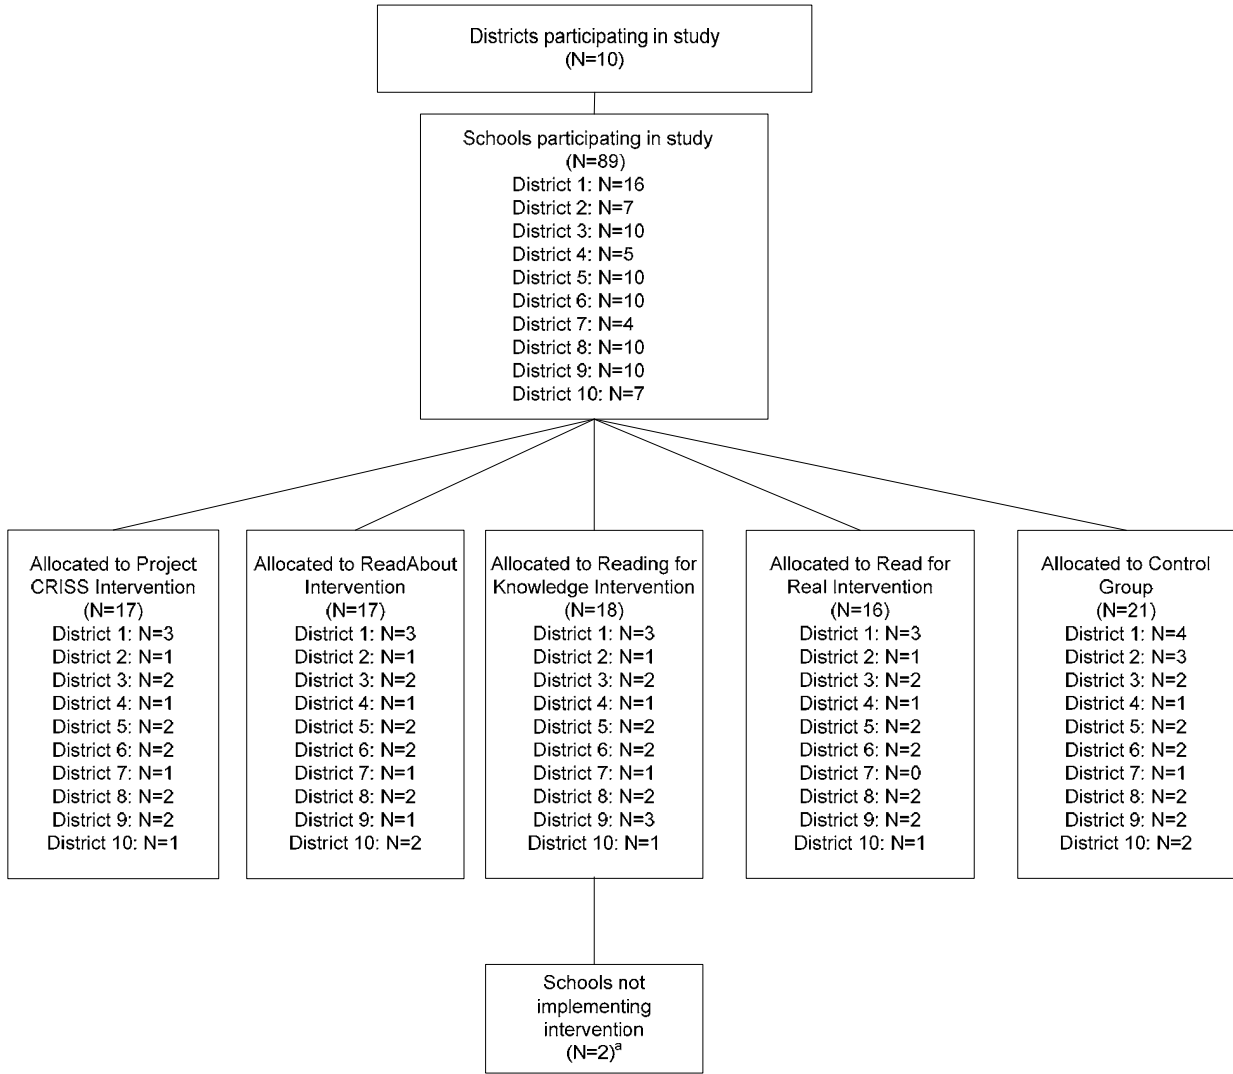 Districts participating in study
(N=10)
Schools participating in study
(N=89)
District 1: N=16
District 2: N=7
District 3: N=10
District 4: N=5
District 5: N=10
District 6: N=10
District 7: N=4
District 8: N=10
District 9: N=10
District 10: N=7
Allocated to Project
CRISS Intervention
(N=17)
District 1: N=3
District 2: N=1
District 3: N=2
District 4: N=1
District 5: N=2
District 6: N=2
District 7: N=1
District 8: N=2
District 9: N=2
District 10: N=1
Allocated to ReadAbout
Intervention
(N=17)
District 1: N=3
District 2: N=1
District 3: N=2
District 4: N=1
District 5: N=2
District 6: N=2
District 7: N=1
District 8: N=2
District 9: N=1
District 10: N=2
Allocated to Reading for
Knowledge Intervention
(N=18)
District 1: N=3
District 2: N=1
District 3: N=2
District 4: N=1
District 5: N=2
District 6: N=2
District 7: N=1
District 8: N=2
District 9: N=3
District 10: N=1
Allocated to Read for
Real Intervention
(N=16)
District 1: N=3
District 2: N=1
District 3: N=2
District 4: N=1
District 5: N=2
District 6: N=2
District 7: N=0
District 8: N=2
District 9: N=2
District 10: N=1
Allocated to Control
Group
(N=21)
District 1: N=4
District 2: N=3
District 3: N=2
District 4: N=1
District 5: N=2
District 6: N=2
District 7: N=1
District 8: N=2
District 9: N=2
District 10: N=2
Schools not
implementing
intervention
(N=2)ᵃ